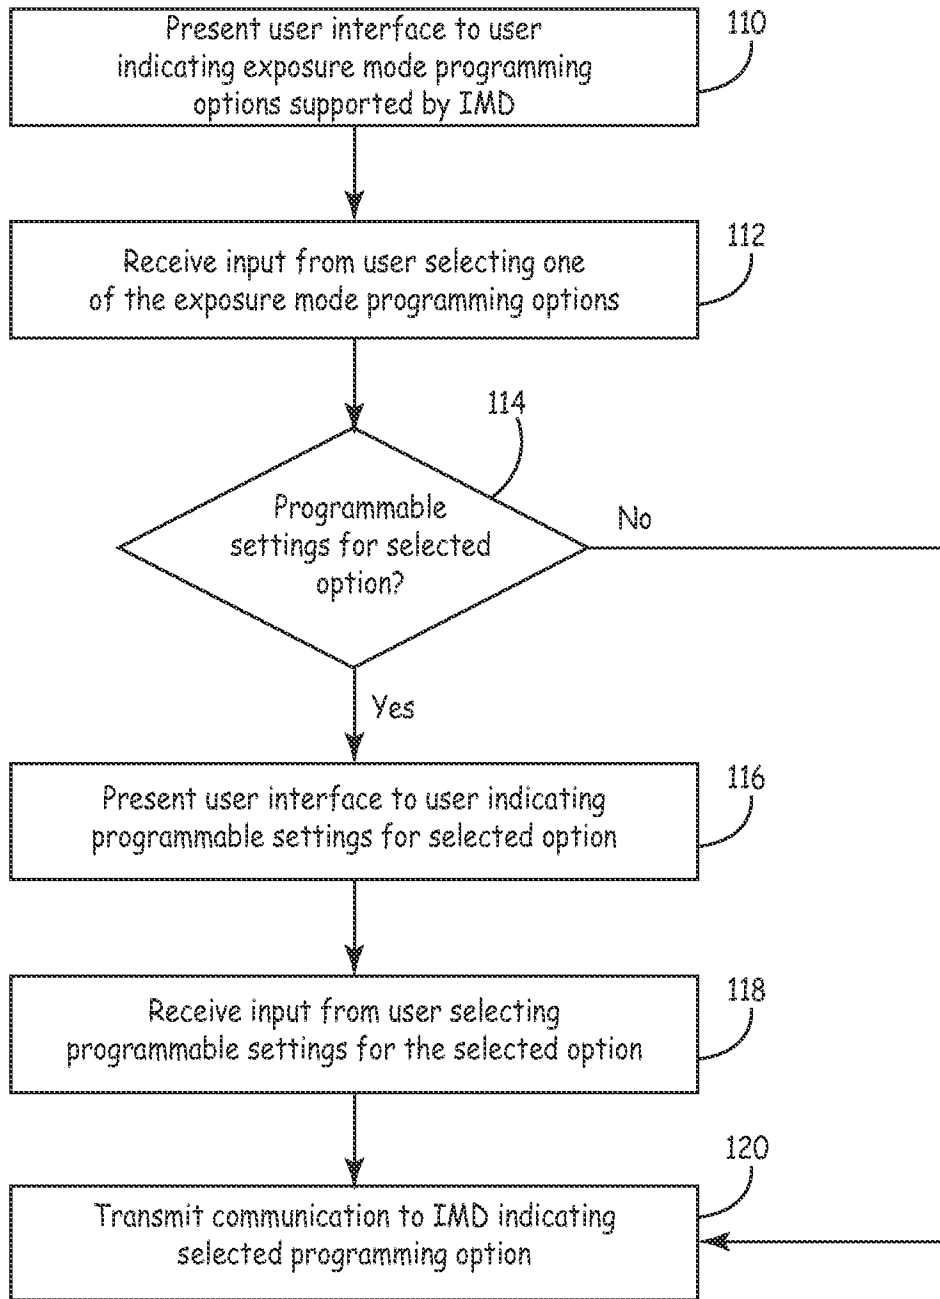 Present user interface to user
indicating exposure mode programming
options supported by IMD
110
Receive input from user selecting one
of the exposure mode programming options
112
114
Programmable
settings for selected
option?
No
Yes
Present user interface to user indicating
programmable settings for selected option
116
Receive input from user selecting
programmable settings for the selected option
118
Transmit communication to IMD indicating
selected programming option
120